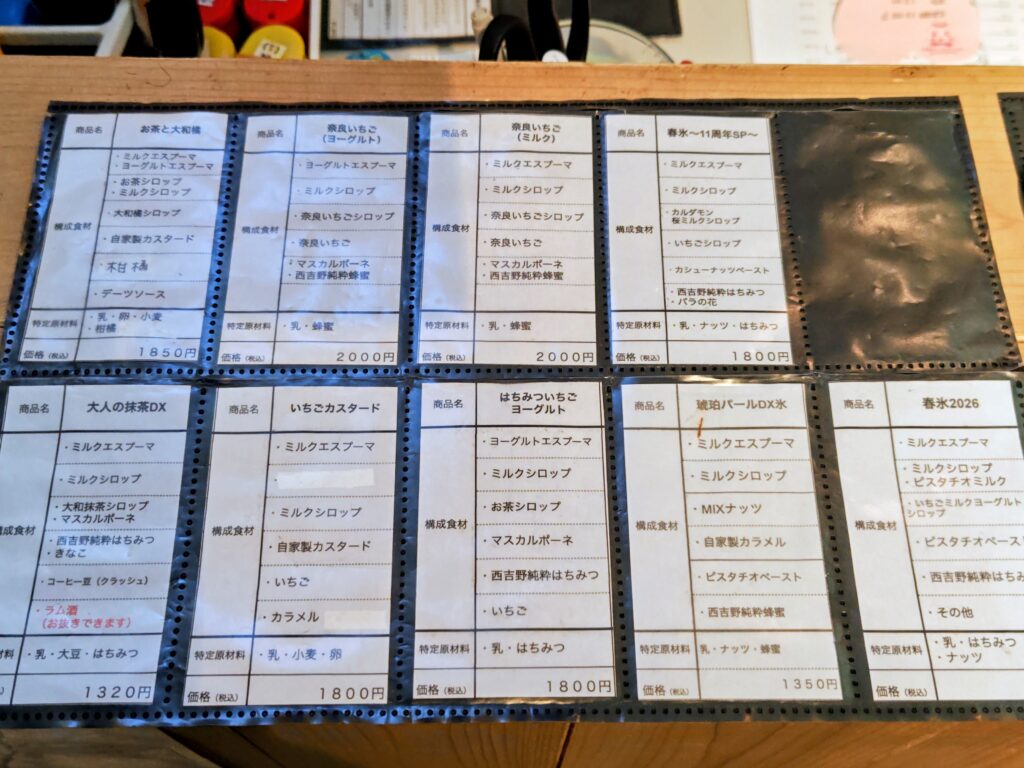 商品名
お茶と大和橘
構成食材
・ミルクエスプーマ
・ヨーグルトエスプーマ
・お茶シロップ
・ミルクシロップ
・大和橘シロップ
・自家製カスタード
・デーツソース
特定原材料
・乳・卵・小麦
・柑橘
価格（税込）
1850円
商品名
奈良いちご
（ヨーグルト）
構成食材
・ヨーグルトエスプーマ
・ミルクシロップ
・奈良いちごシロップ
・奈良いちご
・マスカルポーネ
・西吉野純粋蜂蜜
特定原材料
・乳・蜂蜜
価格（税込）
2000円
商品名
奈良いちご
（ミルク）
構成食材
・ミルクエスプーマ
・ミルクシロップ
・奈良いちごシロップ
・奈良いちご
・マスカルポーネ
・西吉野純粋蜂蜜
特定原材料
・乳・蜂蜜
価格（税込）
2000円
商品名
春氷〜11周年SP〜
構成食材
・ミルクエスプーマ
・ミルクシロップ
・カルダモン
桜ミルクシロップ
・いちごシロップ
・カシューナッツペースト
・西吉野純粋はちみつ
・バラの花
特定原材料
・乳・ナッツ・はちみつ
価格（税込）
1800円
商品名
大人の抹茶DX
構成食材
・ミルクエスプーマ
・ミルクシロップ
・大和抹茶シロップ
・マスカルポーネ
・西吉野純粋はちみつ
・きなこ
・コーヒー豆（クラッシュ）
・ラム酒
（お抜きできます）
材料
・乳・大豆・はちみつ
価格（税込）
1320円
商品名
いちごカスタード
構成食材
・ミルクエスプーマ
・ミルクシロップ
・自家製カスタード
・いちご
・カラメル
特定原材料
・乳・小麦・卵
価格（税込）
1800円
商品名
はちみついちご
ヨーグルト
構成食材
・ヨーグルトエスプーマ
・ミルクシロップ
・お茶シロップ
・マスカルポーネ
・西吉野純粋はちみつ
・いちご
特定原材料
・乳・はちみつ
価格（税込）
1800円
商品名
琥珀パールDX氷
構成食材
・ミルクエスプーマ
・ミルクシロップ
・MIXナッツ
・自家製カラメル
・ピスタチオペースト
・西吉野純粋蜂蜜
特定原材料
・乳・ナッツ・蜂蜜
価格（税込）
1350円
商品名
春氷2026
構成食材
・ミルクエスプーマ
・ミルクシロップ
・ピスタチオミルク
・いちごミルクヨーグルト
シロップ
・ピスタチオペースト
・西吉野純粋はちみ
・その他
特定原材料
・乳・はちみつ
・ナッツ
価格（税込）